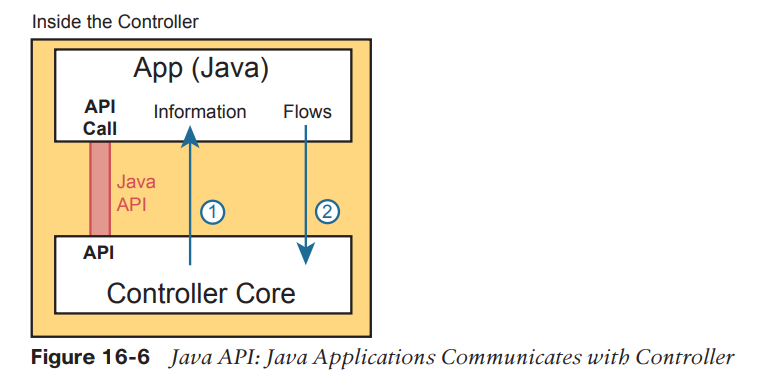 Inside the Controller
App (Java)
API
Call
Information
Flows
Java
API
1
2
API
Controller Core
Figure 16-6 Java API: Java Applications Communicates with Controller